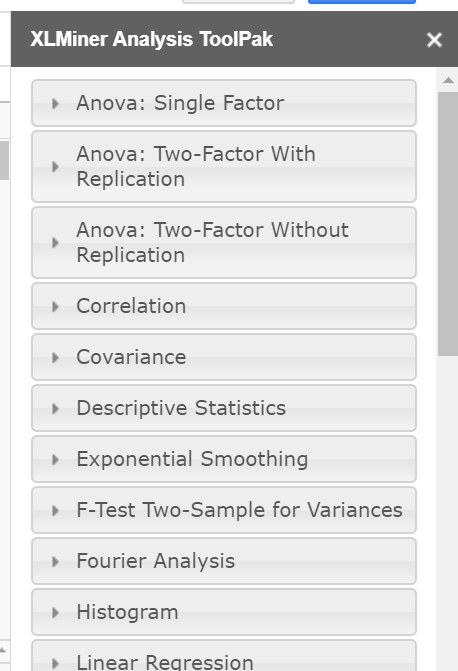 XLMiner Analysis ToolPak
Anova: Single Factor
Anova: Two-Factor With
Replication
Anova: Two-Factor Without
Replication
Correlation
Covariance
Descriptive Statistics
Exponential Smoothing
F-Test Two-Sample for Variances
Fourier Analysis
Histogram
Linear Regression